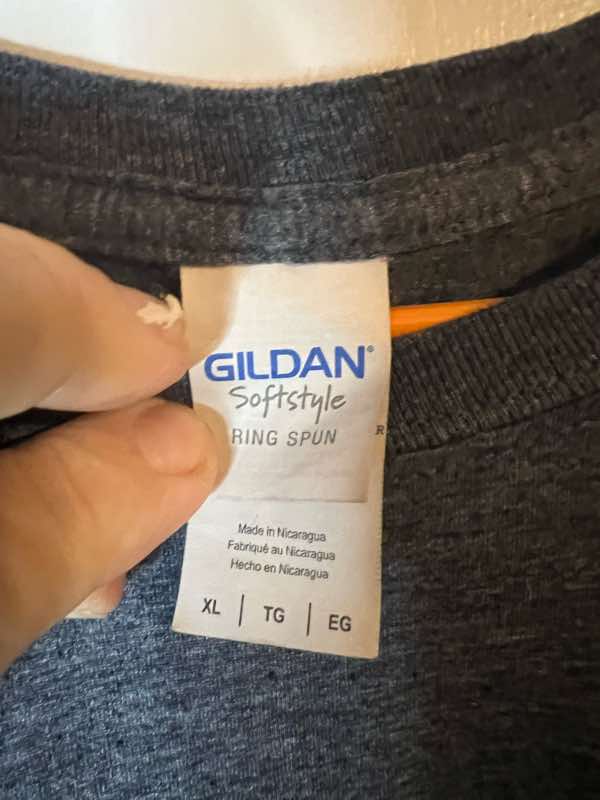 GILDAN®
Softstyle
RING SPUN
R
Made in Nicaragua
Fabriqué au Nicaragua
Hecho en Nicaragua
XL | TG | EG